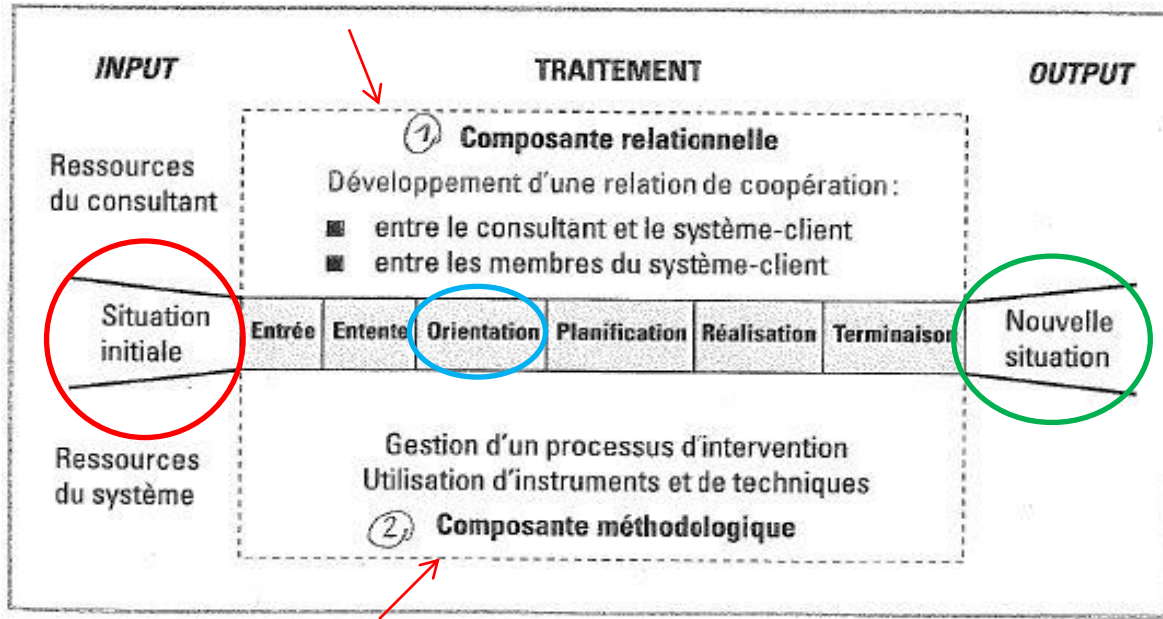 INPUT
TRAITEMENT
OUTPUT
1
Composante relationnelle
Ressources
du consultant
Développement d'une relation de coopération :
■ entre le consultant et le système-client
■ entre les membres du système-client
Situation
initiale
Entrée
Entente
Orientation
Planification
Réalisation
Terminaison
Nouvelle
situation
Ressources
du système
Gestion d'un processus d'intervention
Utilisation d'instruments et de techniques
2
Composante méthodologique